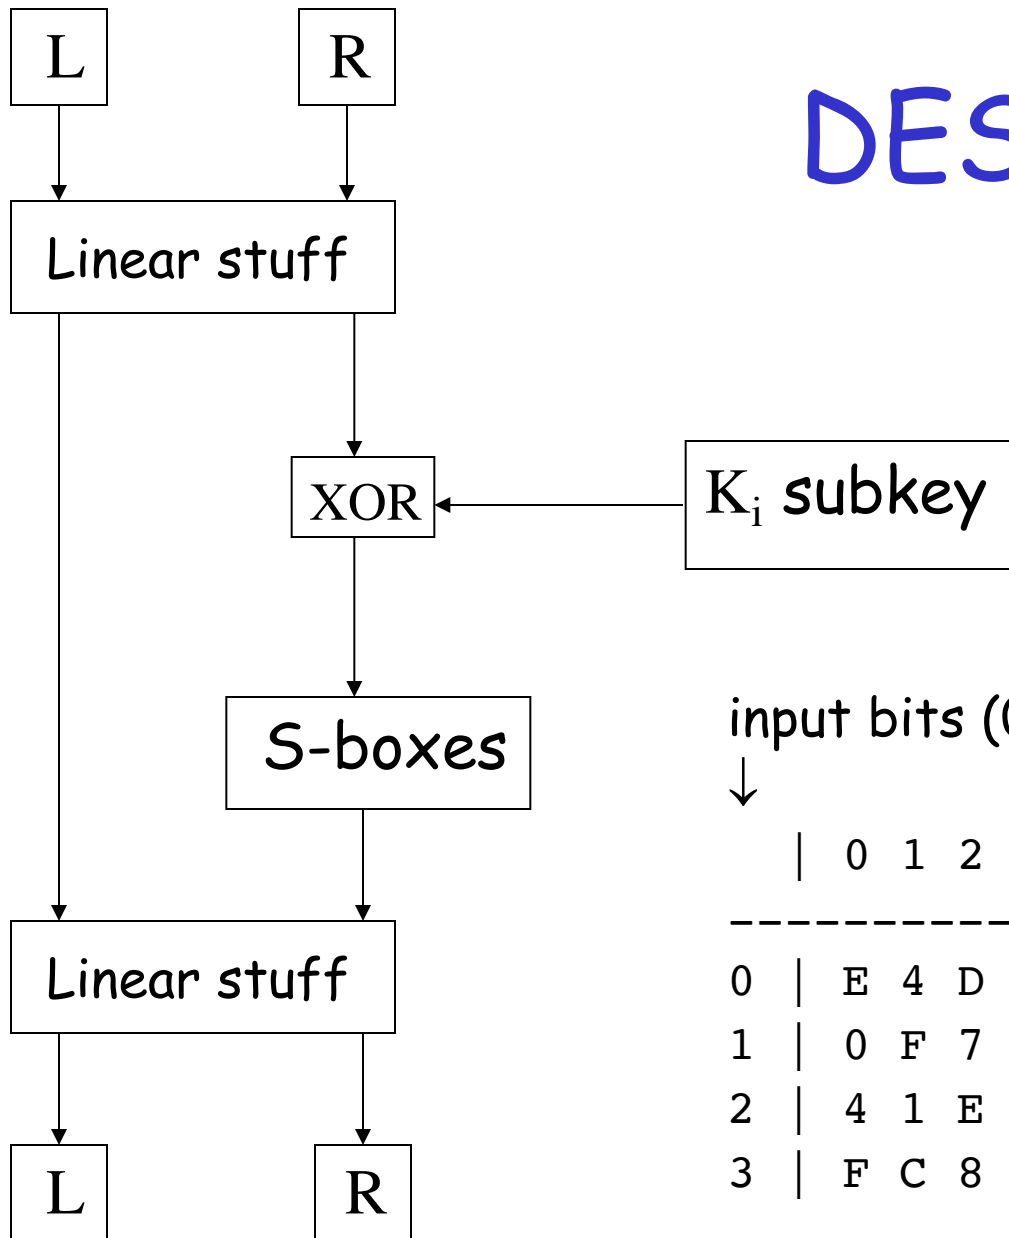 L R
DES
Linear stuff
XOR
Ki subkey
S-boxes
input bits (
↓
| 0 1 2
----------
0 | E 4 D
1 | 0 F 7
2 | 4 1 E
3 | F C 8
Linear stuff
L R